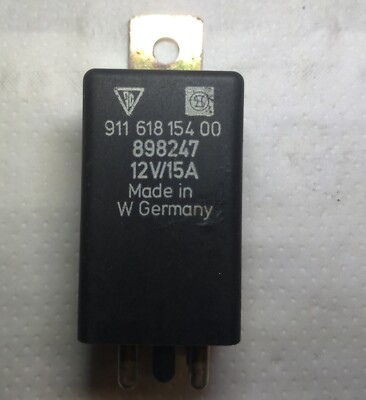 911 618 154 00
898247
12V/15A
Made in
W Germany